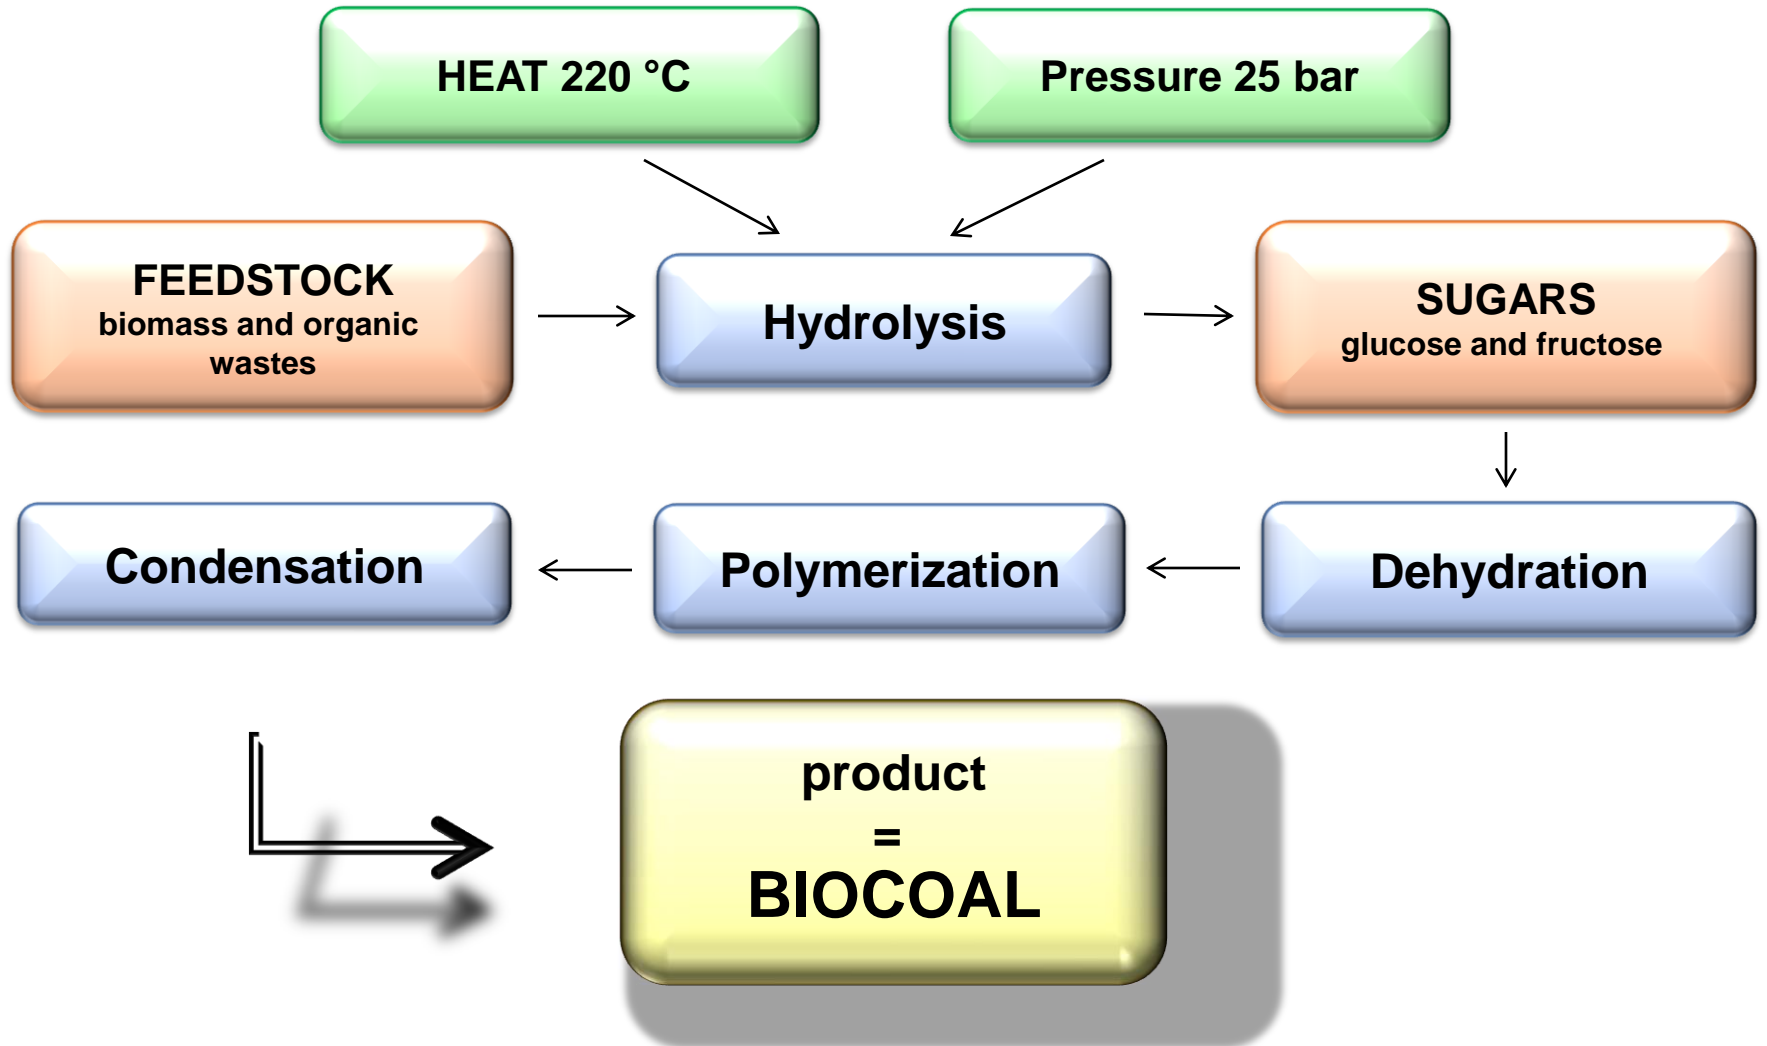 HEAT 220 °C
Pressure 25 bar
FEEDSTOCK
biomass and organic
wastes
Hydrolysis
SUGARS
glucose and fructose
Condensation
Polymerization
Dehydration
product
=
BIOCOAL